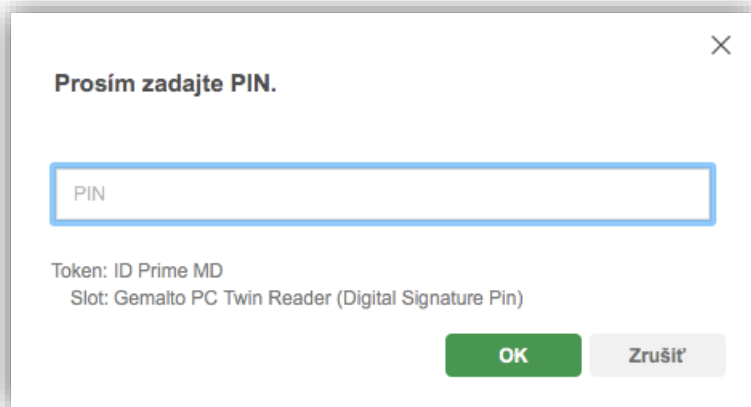 Prosím zadajte PIN.
PIN
Token: ID Prime MD
Slot: Gemalto PC Twin Reader (Digital Signature Pin)
OK Zrušiť